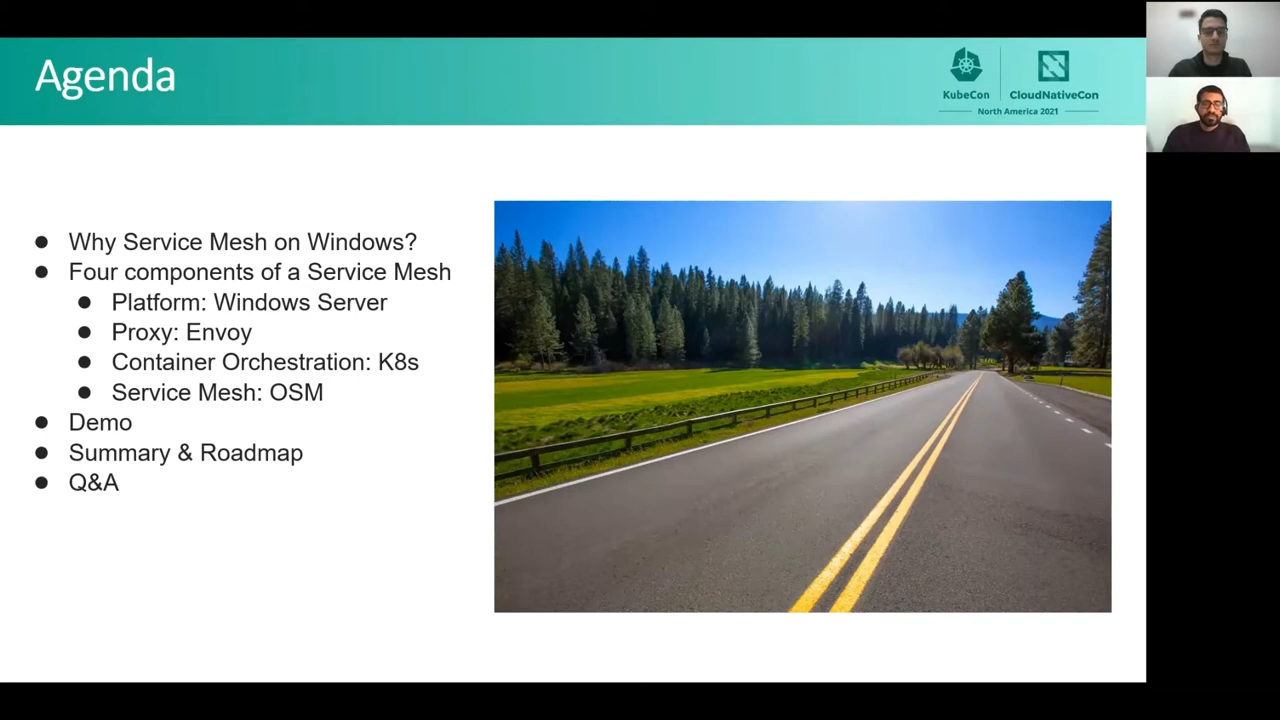 Agenda
KubeCon
CloudNativeCon
North America 2021
Why Service Mesh on Windows?
Four components of a Service Mesh
Platform: Windows Server
Proxy: Envoy
Container Orchestration: K8s
Service Mesh: OSM
Demo
Summary & Roadmap
Q&A